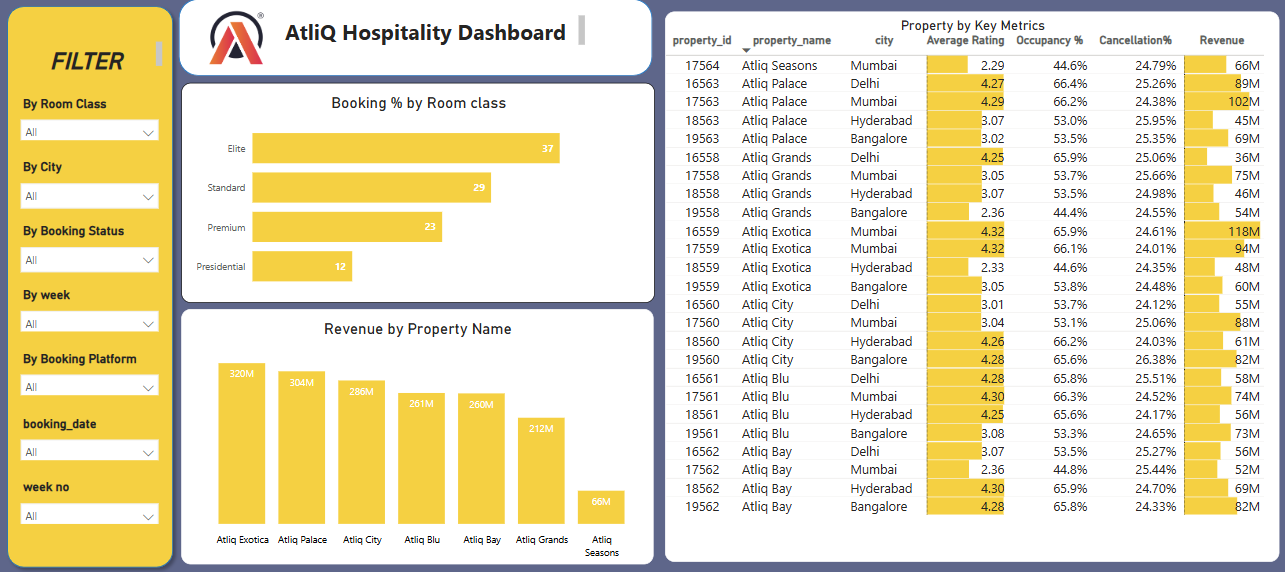 FILTER
By Room Class
All
By City
All
By Booking Status
All
By week
All
By Booking Platform
All
booking_date
All
week no
All
®
AtliQ Hospitality Dashboard
Booking % by Room class
Elite 37
Standard 29
Premium 23
Presidential 12
Revenue by Property Name
320M 304M 286M 261M 260M 212M 66M
Atliq Exotica Atliq Palace Atliq City Atliq Blu Atliq Bay Atliq Grands Atliq
Seasons
Property by Key Metrics
property_id property_name city Average Rating Occupancy % Cancellation% Revenue
17564 Atliq Seasons Mumbai 2.29 44.6% 24.79% 66M
16563 Atliq Palace Delhi 4.27 66.4% 25.26% 89M
17563 Atliq Palace Mumbai 4.29 66.2% 24.38% 102M
18563 Atliq Palace Hyderabad 3.07 53.0% 25.95% 45M
19563 Atliq Palace Bangalore 3.02 53.5% 25.35% 69M
16558 Atliq Grands Delhi 4.25 65.9% 25.06% 36M
17558 Atliq Grands Mumbai 3.05 53.7% 25.66% 75M
18558 Atliq Grands Hyderabad 3.07 53.5% 24.98% 46M
19558 Atliq Grands Bangalore 2.36 44.4% 24.55% 54M
16559 Atliq Exotica Mumbai 4.32 65.9% 24.61% 118M
17559 Atliq Exotica Mumbai 4.32 66.1% 24.01% 94M
18559 Atliq Exotica Hyderabad 2.33 44.6% 24.35% 48M
19559 Atliq Exotica Bangalore 3.05 53.8% 24.48% 60M
16560 Atliq City Delhi 3.01 53.7% 24.12% 55M
17560 Atliq City Mumbai 3.04 53.1% 25.06% 88M
18560 Atliq City Hyderabad 4.26 66.2% 24.03% 61M
19560 Atliq City Bangalore 4.28 65.6% 26.38% 82M
16561 Atliq Blu Delhi 4.28 65.8% 25.51% 58M
17561 Atliq Blu Mumbai 4.30 66.3% 24.52% 74M
18561 Atliq Blu Hyderabad 4.25 65.6% 24.17% 56M
19561 Atliq Blu Bangalore 3.08 53.3% 24.65% 73M
16562 Atliq Bay Delhi 3.07 53.5% 25.27% 56M
17562 Atliq Bay Mumbai 2.36 44.8% 25.44% 52M
18562 Atliq Bay Hyderabad 4.30 65.9% 24.70% 69M
19562 Atliq Bay Bangalore 4.28 65.8% 24.33% 82M